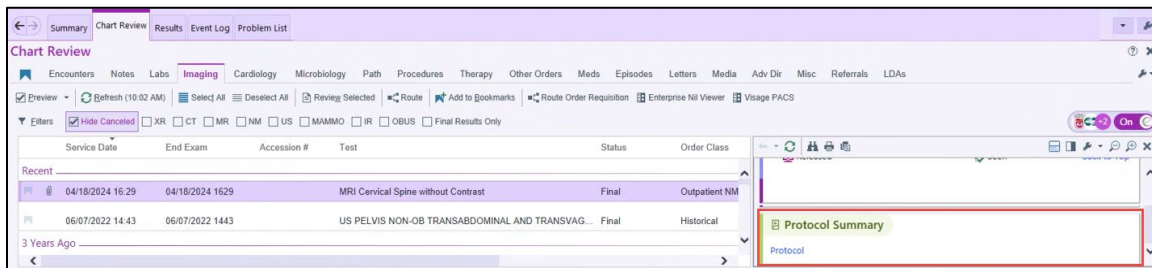 Summary Chart Review Results Event Log Problem List
Chart Review
Encounters Notes Labs Imaging Cardiology Microbiology Path Procedures Therapy Other Orders Meds Episodes Letters Media Adv Dir Misc Referrals LDAs
Preview Refresh (10:02 AM) Select All Deselect All Review Selected Route Add to Bookmarks Route Order Requisition Enterprise Nil Viewer Visage PACS
Filters Hide Canceled XR CT MR NM US MAMMO IR OBUS Final Results Only +2 On
Service Date End Exam Accession # Test Status Order Class
Recent
04/18/2024 16:29 04/18/2024 1629 MRI Cervical Spine without Contrast Final Outpatient NM
06/07/2022 14:43 06/07/2022 1443 US PELVIS NON-OB TRANSABDOMINAL AND TRANSVAG... Final Historical
3 Years Ago
Protocol Summary
Protocol